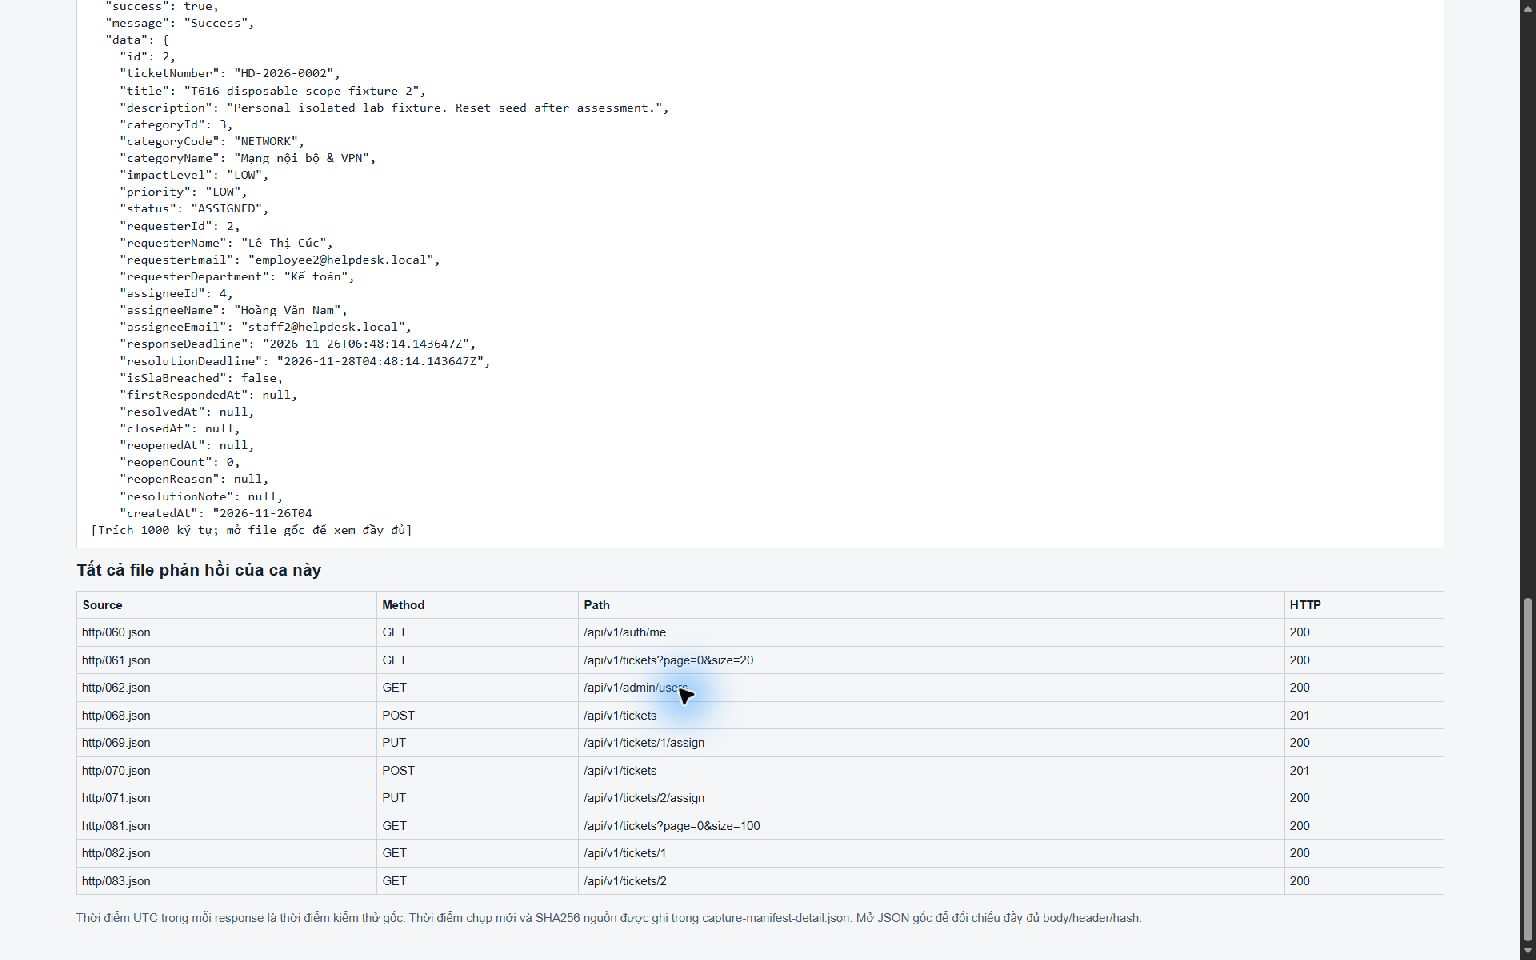 "success": true,
"message": "Success",
"data": {
"id": 2,
"ticketNumber": "HD-2026-0002",
"title": "T616 disposable scope fixture 2",
"description": "Personal isolated lab fixture. Reset seed after assessment.",
"categoryId": 3,
"categoryCode": "NETWORK",
"categoryName": "Mạng nội bộ & VPN",
"impactLevel": "LOW",
"priority": "LOW",
"status": "ASSIGNED",
"requesterId": 2,
"requesterName": "Lê Thị Cúc",
"requesterEmail": "employee2@helpdesk.local",
"requesterDepartment": "Kế toán",
"assigneeId": 4,
"assigneeName": "Hoàng Văn Nam",
"assigneeEmail": "staff2@helpdesk.local",
"responseDeadline": "2026-11-26T06:48:14.143647Z",
"resolutionDeadline": "2026-11-28T04:48:14.143647Z",
"isSlaBreached": false,
"firstRespondedAt": null,
"resolvedAt": null,
"closedAt": null,
"reopenedAt": null,
"reopenCount": 0,
"reopenReason": null,
"resolutionNote": null,
"createdAt": "2026-11-26T04
[Trích 1000 ký tự; mở file gốc để xem đầy đủ]
Tất cả file phản hồi của ca này
Source Method Path HTTP
http/060.json GET /api/v1/auth/me 200
http/061.json GET /api/v1/tickets?page=0&size=20 200
http/062.json GET /api/v1/admin/users 200
http/068.json POST /api/v1/tickets 201
http/069.json PUT /api/v1/tickets/1/assign 200
http/070.json POST /api/v1/tickets 201
http/071.json PUT /api/v1/tickets/2/assign 200
http/081.json GET /api/v1/tickets?page=0&size=100 200
http/082.json GET /api/v1/tickets/1 200
http/083.json GET /api/v1/tickets/2 200
Thời điểm UTC trong mỗi response là thời điểm kiểm thử gốc. Thời điểm chụp mới và SHA256 nguồn được ghi trong capture-manifest-detail.json. Mở JSON gốc để đối chiếu đầy đủ body/header/hash.